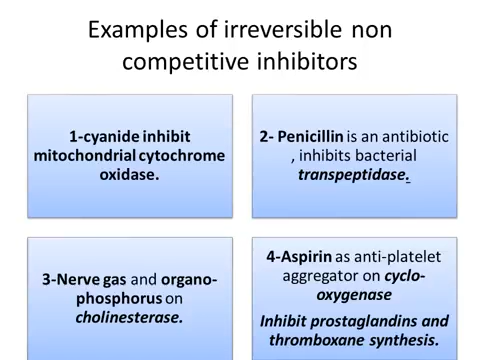 Examples of irreversible non
competitive inhibitors
1-cyanide inhibit
mitochondrial cytochrome
oxidase.
2- Penicillin is an antibiotic
, inhibits bacterial
transpeptidase.
3-Nerve gas and organo-
phosphorus on
cholinesterase.
4-Aspirin as anti-platelet
aggregator on cyclo-
oxygenase
Inhibit prostaglandins and
thromboxane synthesis.